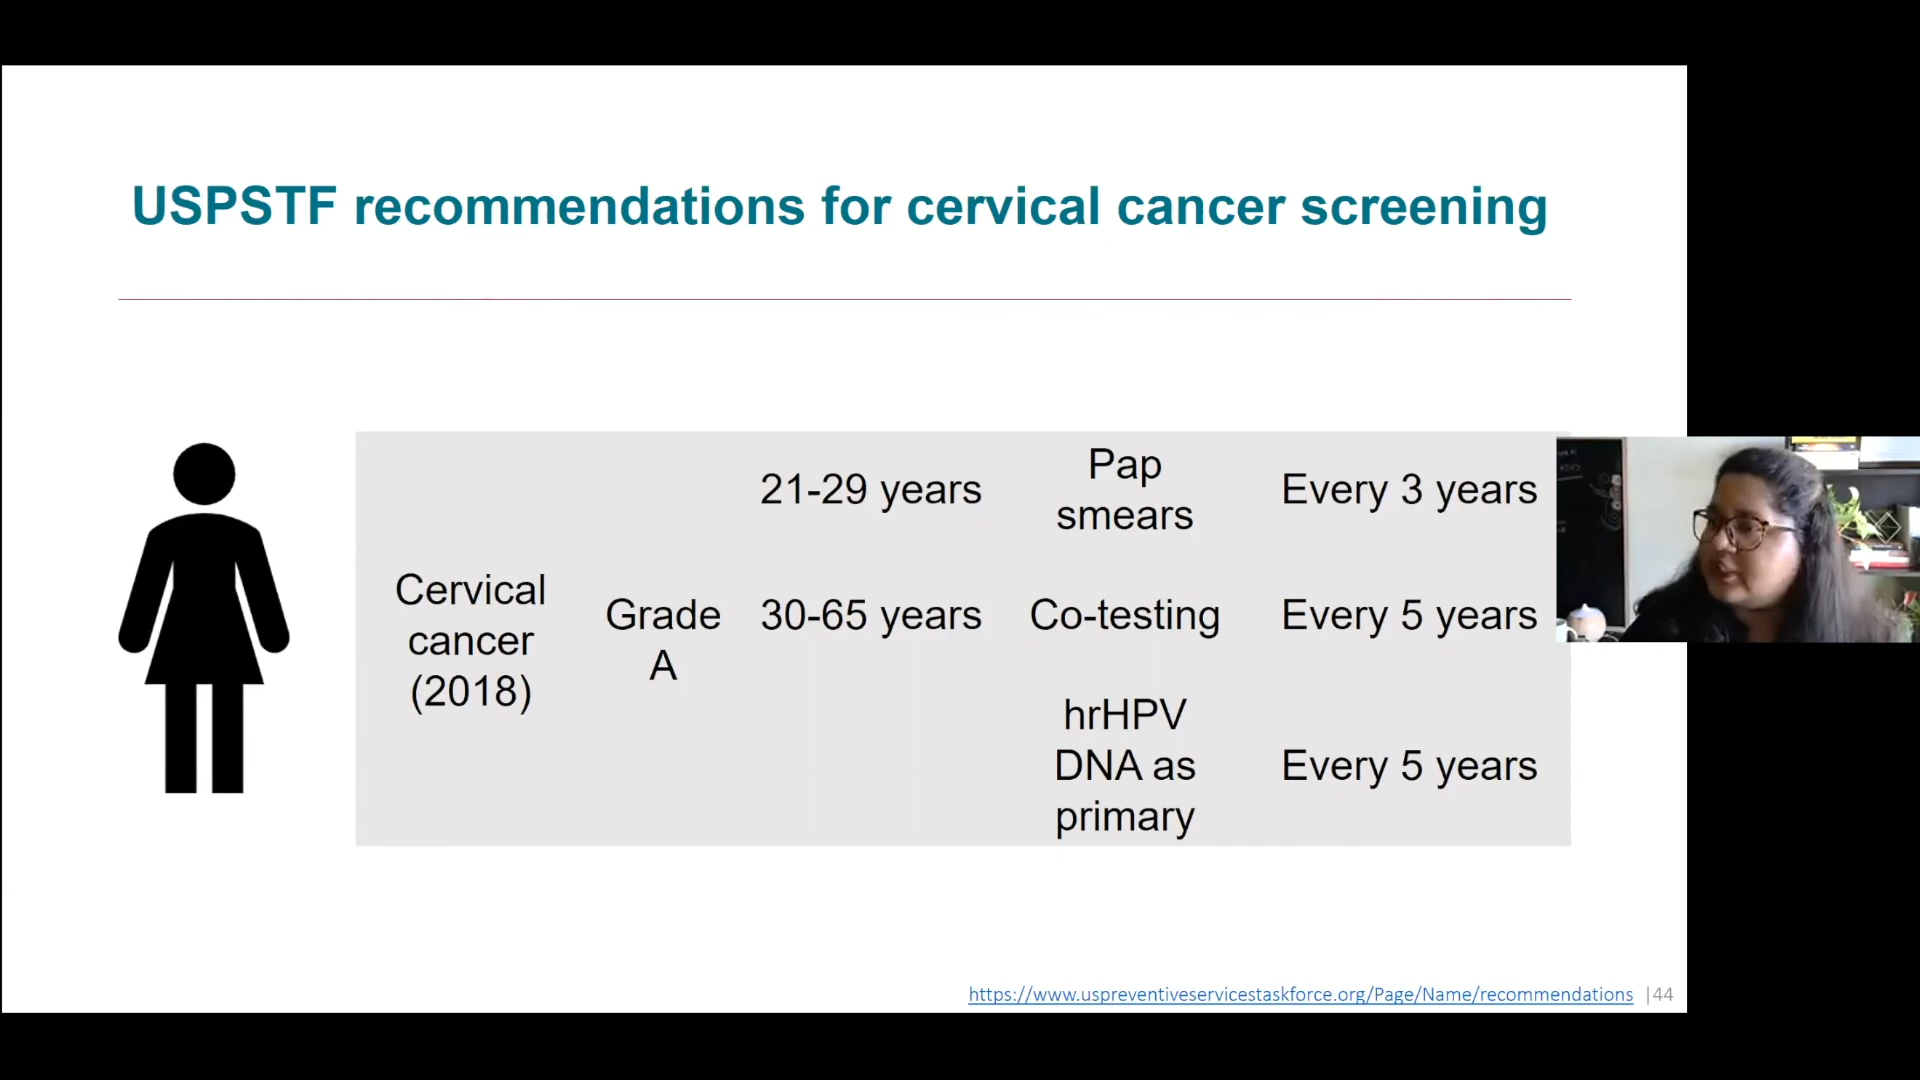 USPSTF recommendations for cervical cancer screening
Cervical
cancer
(2018)
Grade
A
21-29 years
Pap
smears
Every 3 years
30-65 years
Co-testing
Every 5 years
hrHPV
DNA as
primary
Every 5 years
https://www.uspreventiveservicestaskforce.org/Page/Name/recommendations |44